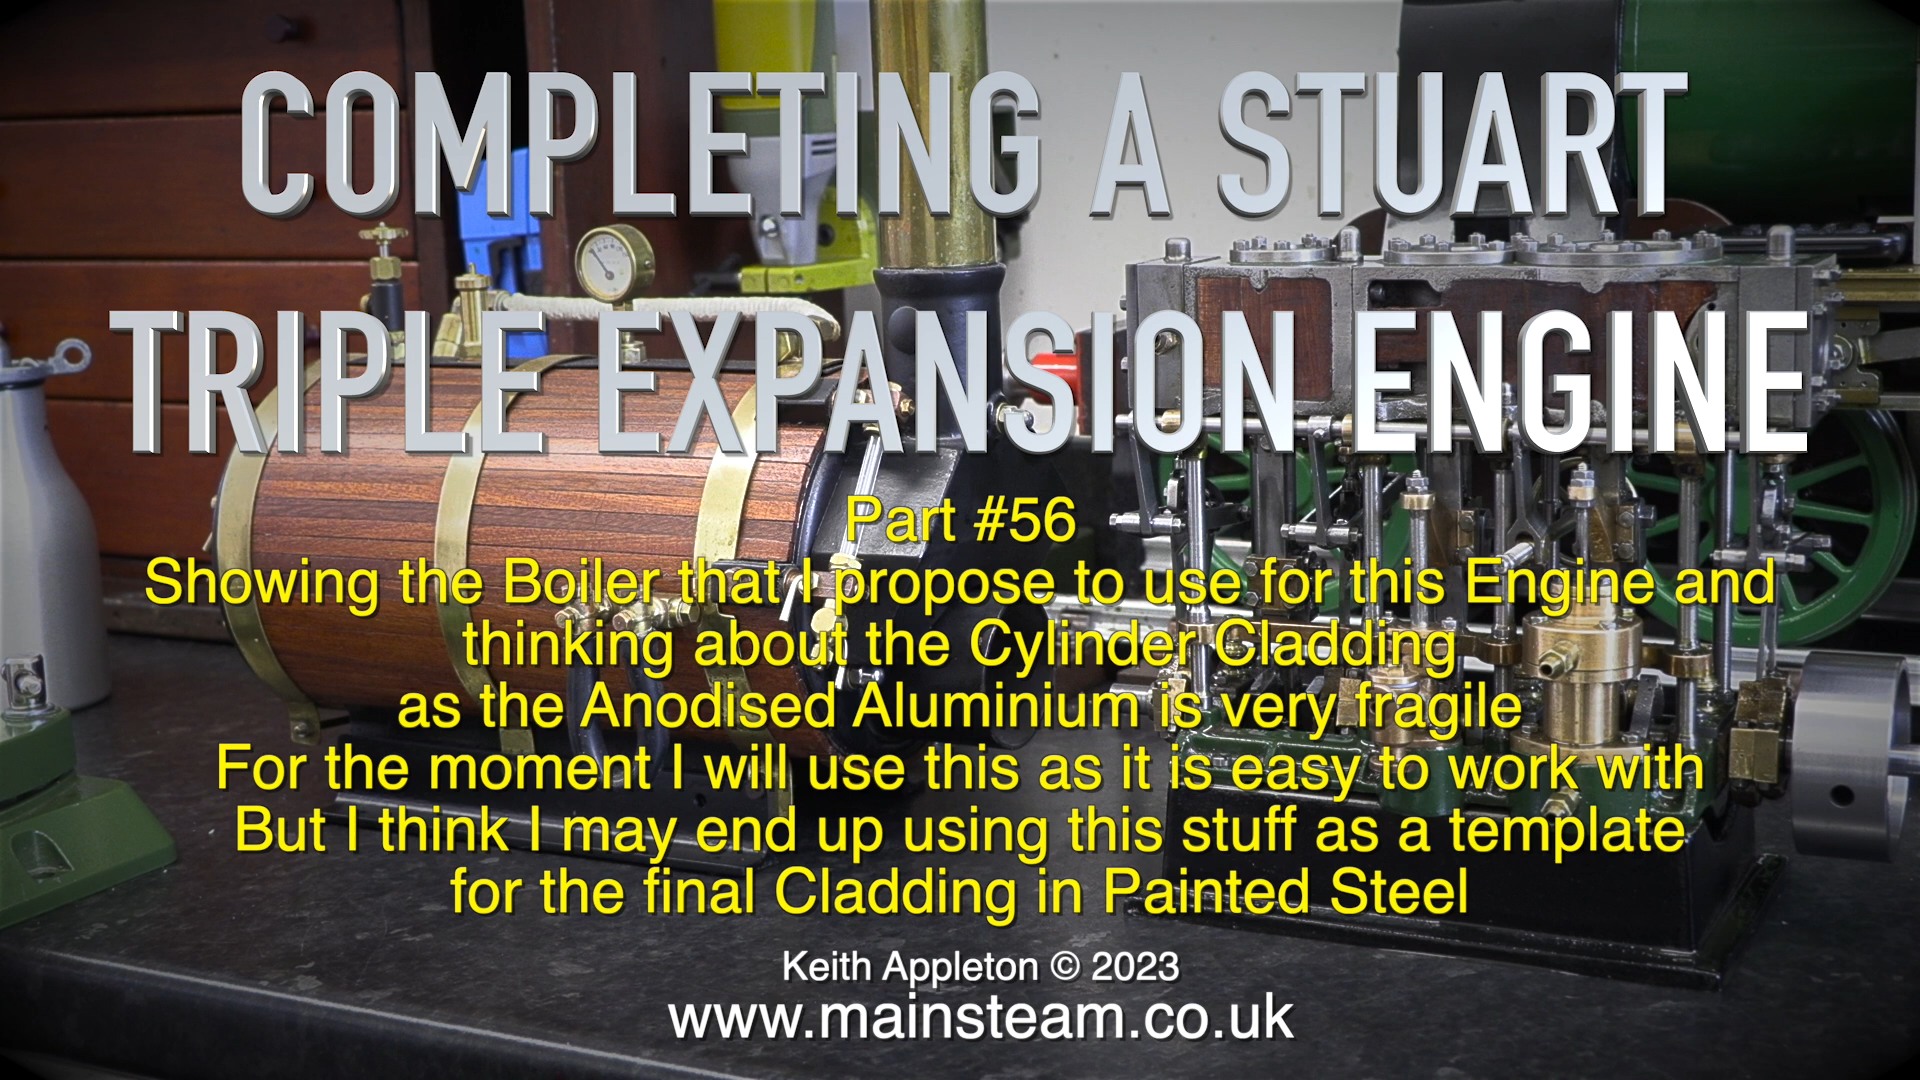 COMPLETING A STUART
TRIPLE EXPANSION ENGINE
Part #56
Showing the Boiler that I propose to use for this Engine and
thinking about the Cylinder Cladding
as the Anodised Aluminium is very fragile
For the moment I will use this as it is easy to work with
But I think I may end up using this stuff as a template
for the final Cladding in Painted Steel
Keith Appleton © 2023
www.mainsteam.co.uk